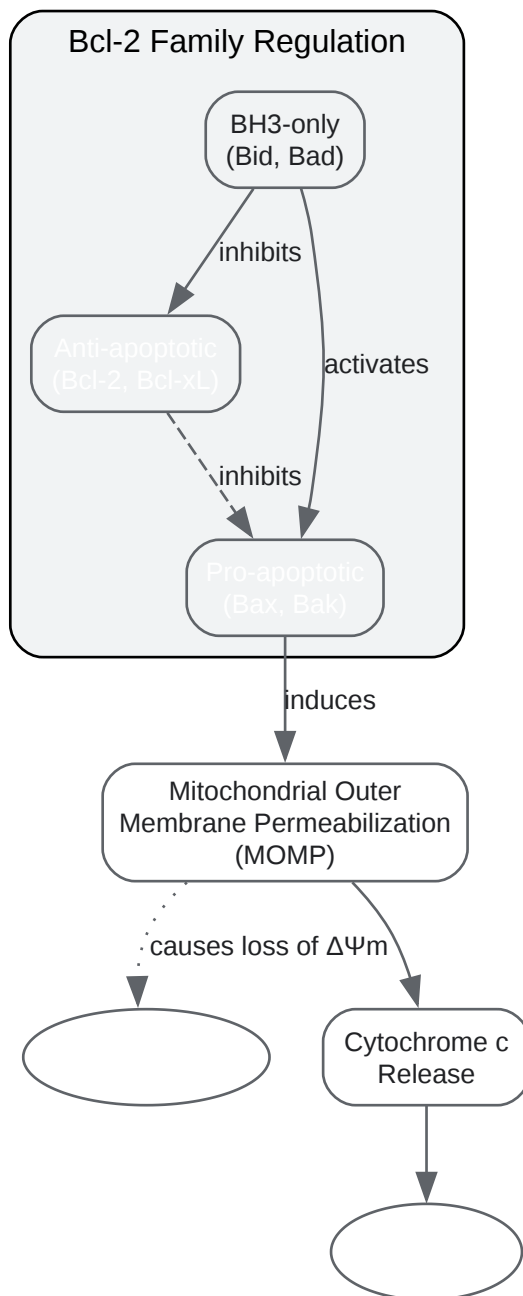 Bcl-2 Family Regulation
BH3-only
(Bid, Bad)
inhibits
Anti-apoptotic
(Bcl-2, Bcl-xL)
activates
inhibits
Pro-apoptotic
(Bax, Bak)
induces
Mitochondrial Outer
Membrane Permeabilization
(MOMP)
causes loss of ΔΨm
Cytochrome c
Release